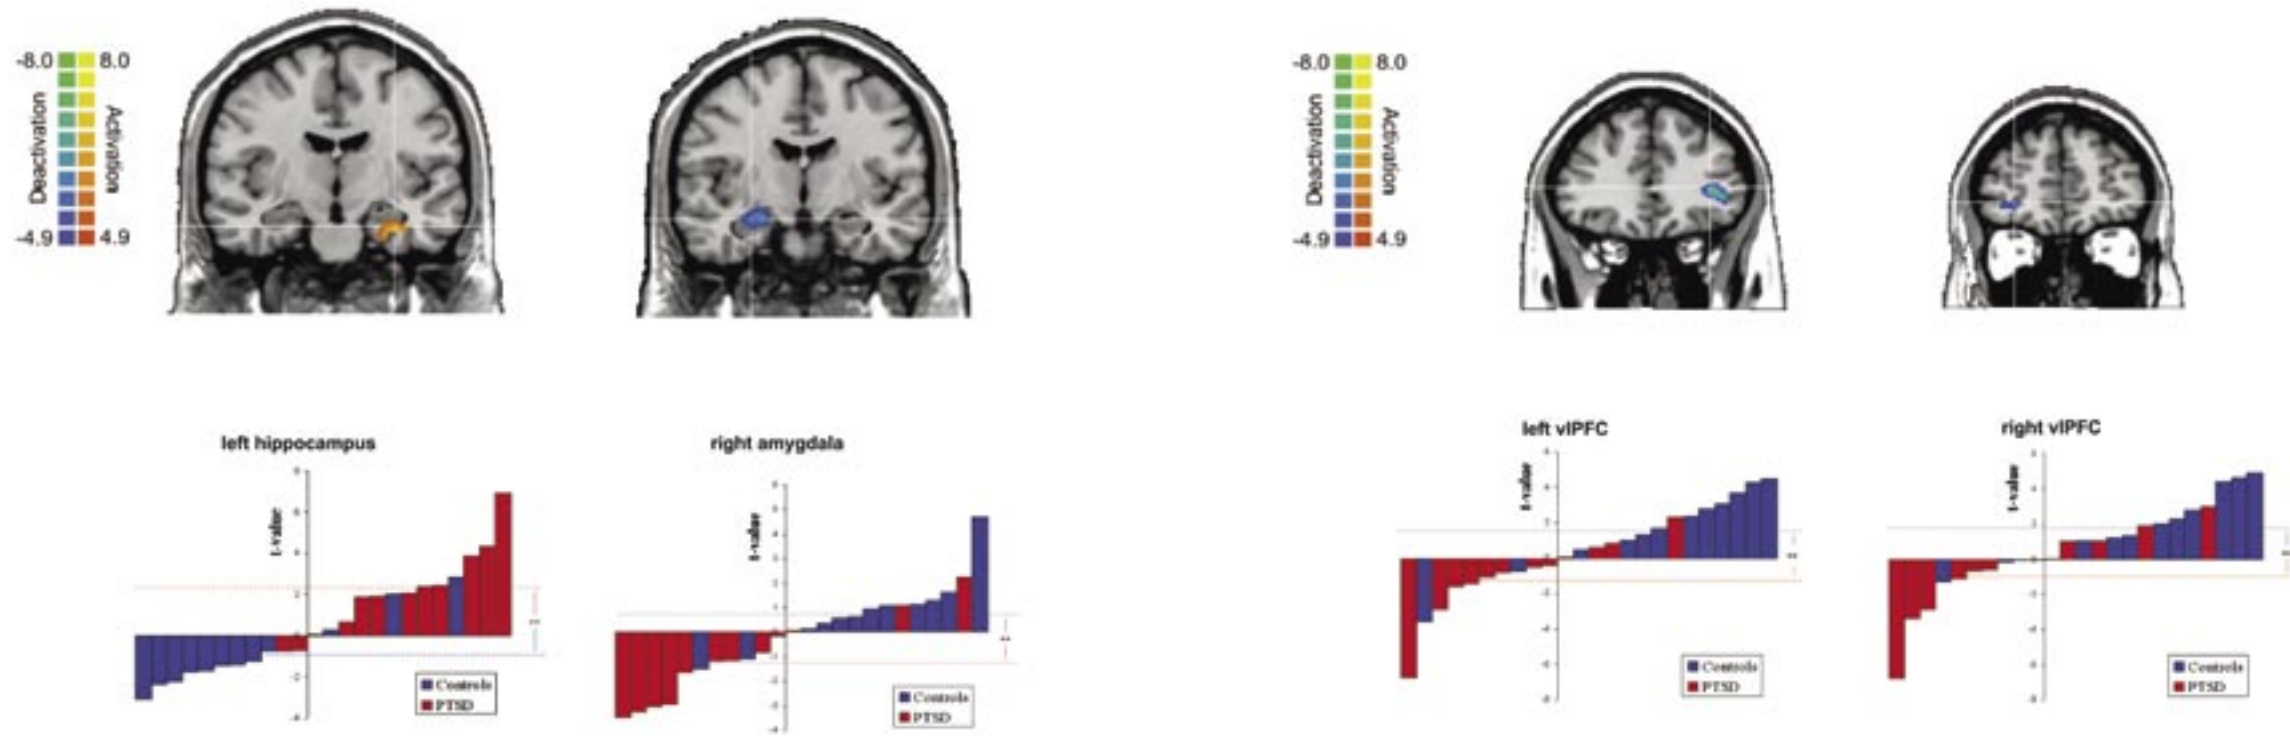 -8.0 8.0
Deactivation
Activation
-4.9 4.9
-8.0 8.0
Deactivation
Activation
-4.9 4.9
left hippocampus
t-value
Controls
PTSD
right amygdala
t-value
Controls
PTSD
left vlPFC
t-value
Controls
PTSD
right vlPFC
t-value
Controls
PTSD